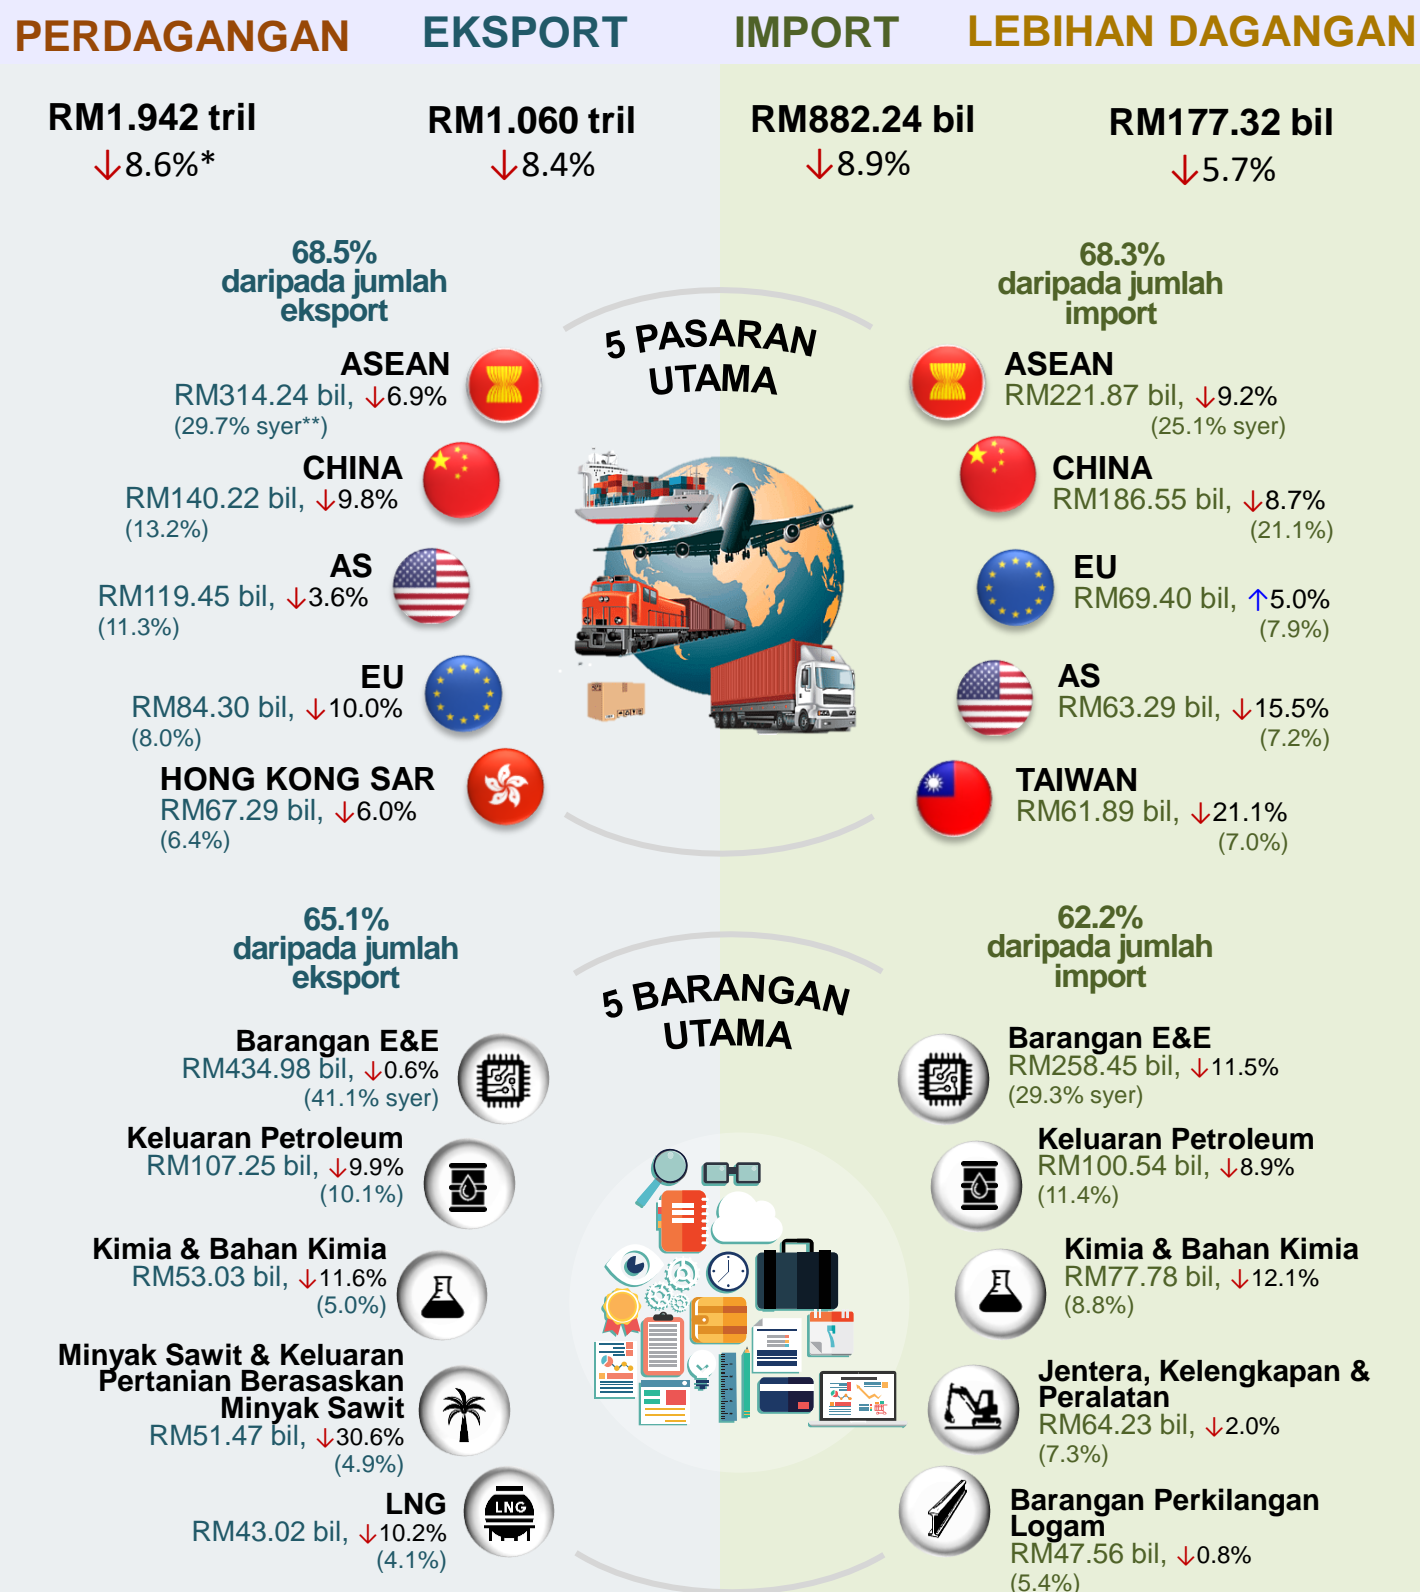 PERDAGANGAN
EKSPORT
IMPORT
LEBIHAN DAGANGAN
RM1.942 tril
↓8.6%*
RM1.060 tril
↓8.4%
RM882.24 bil
↓8.9%
RM177.32 bil
↓5.7%
68.5%
daripada jumlah
eksport
68.3%
daripada jumlah
import
5 PASARAN
UTAMA
ASEAN
RM314.24 bil, ↓6.9%
(29.7% syer**)
CHINA
RM140.22 bil, ↓9.8%
(13.2%)
AS
RM119.45 bil, ↓3.6%
(11.3%)
EU
RM84.30 bil, ↓10.0%
(8.0%)
HONG KONG SAR
RM67.29 bil, ↓6.0%
(6.4%)
ASEAN
RM221.87 bil, ↓9.2%
(25.1% syer)
CHINA
RM186.55 bil, ↓8.7%
(21.1%)
EU
RM69.40 bil, ↑5.0%
(7.9%)
AS
RM63.29 bil, ↓15.5%
(7.2%)
TAIWAN
RM61.89 bil, ↓21.1%
(7.0%)
65.1%
daripada jumlah
eksport
62.2%
daripada jumlah
import
5 BARANGAN
UTAMA
Barangan E&E
RM434.98 bil, ↓0.6%
(41.1% syer)
Keluaran Petroleum
RM107.25 bil, ↓9.9%
(10.1%)
Kimia & Bahan Kimia
RM53.03 bil, ↓11.6%
(5.0%)
Minyak Sawit & Keluaran
Pertanian Berasaskan
Minyak Sawit
RM51.47 bil, ↓30.6%
(4.9%)
LNG
RM43.02 bil, ↓10.2%
(4.1%)
LNG
Barangan E&E
RM258.45 bil, ↓11.5%
(29.3% syer)
Keluaran Petroleum
RM100.54 bil, ↓8.9%
(11.4%)
Kimia & Bahan Kimia
RM77.78 bil, ↓12.1%
(8.8%)
Jentera, Kelengkapan &
Peralatan
RM64.23 bil, ↓2.0%
(7.3%)
Barangan Perkilangan
Logam
RM47.56 bil, ↓0.8%
(5.4%)